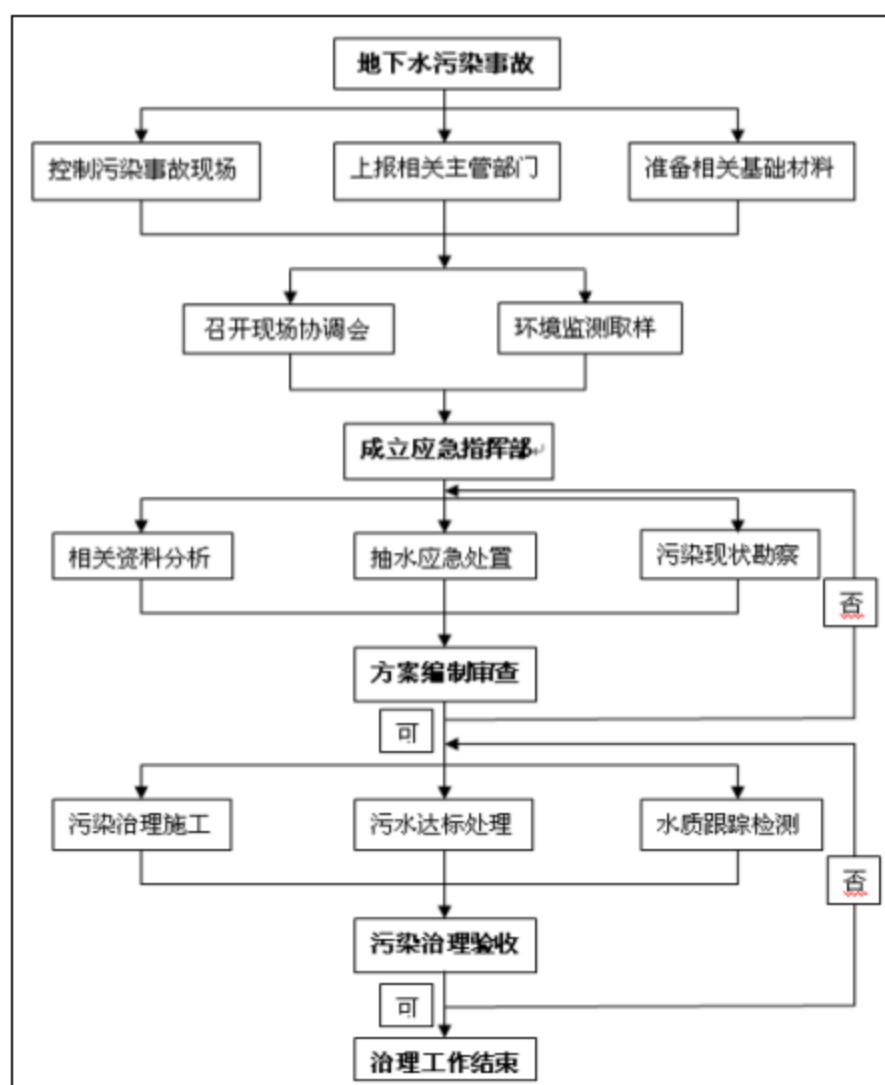 地下水污染事故
控制污染事故现场
上报相关主管部门
准备相关基础材料
召开现场协调会
环境监测取样
成立应急指挥部
相关资料分析
抽水应急处置
污染现状勘察
否
方案编制审查
可
污染治理施工
污水达标处理
水质跟踪检测
否
污染治理验收
可
治理工作结束